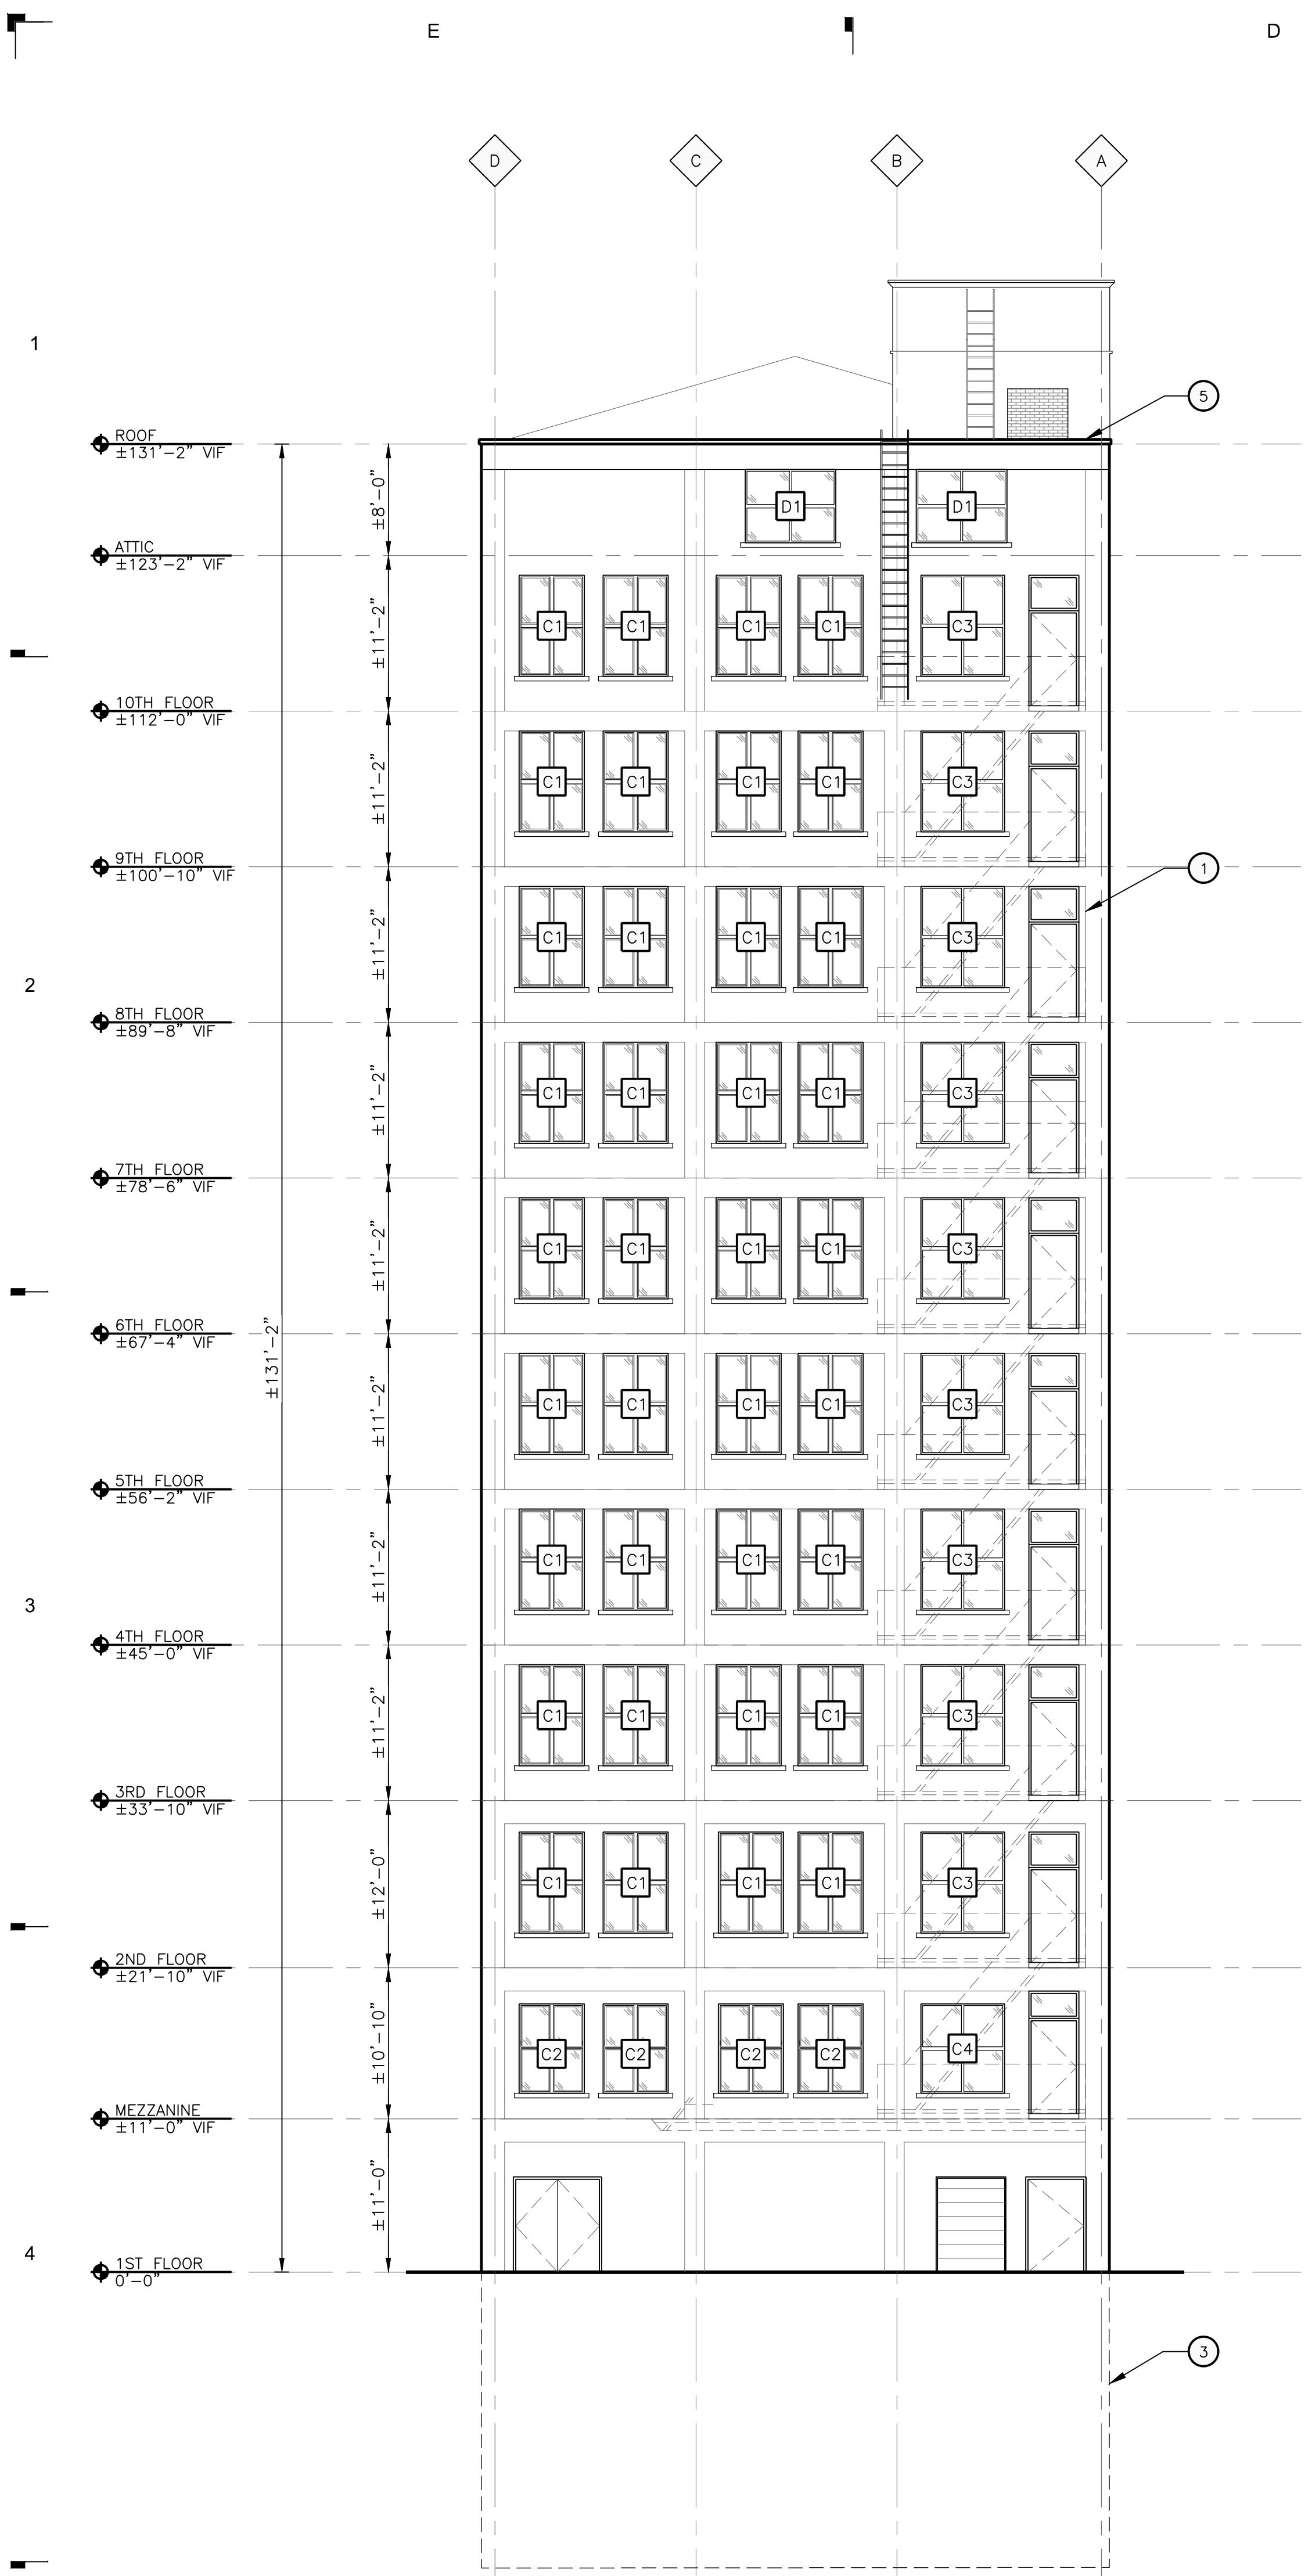 E D
D C B A
1
5
ROOF
±131'-2" VIF
±8'-0"
D1 D1
ATTIC
±123'-2" VIF
±11'-2"
C1 C1 C1 C1 C3
10TH FLOOR
±112'-0" VIF
±11'-2"
C1 C1 C1 C1 C3
9TH FLOOR
±100'-10" VIF
1
±11'-2"
C1 C1 C1 C1 C3
2
8TH FLOOR
±89'-8" VIF
±11'-2"
C1 C1 C1 C1 C3
7TH FLOOR
±78'-6" VIF
±11'-2"
C1 C1 C1 C1 C3
6TH FLOOR
±67'-4" VIF
±131'-2"
±11'-2"
C1 C1 C1 C1 C3
5TH FLOOR
±56'-2" VIF
±11'-2"
C1 C1 C1 C1 C3
3
4TH FLOOR
±45'-0" VIF
±11'-2"
C1 C1 C1 C1 C3
3RD FLOOR
±33'-10" VIF
±12'-0"
C1 C1 C1 C1 C3
2ND FLOOR
±21'-10" VIF
±10'-10"
C2 C2 C2 C2 C4
MEZZANINE
±11'-0" VIF
±11'-0"
4
1ST FLOOR
0'-0"
3